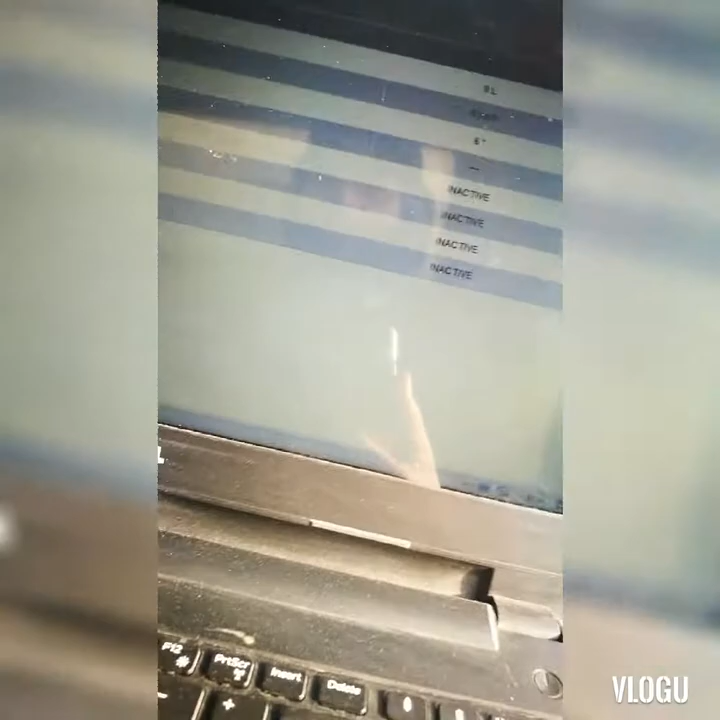 INACTIVE
INACTIVE
INACTIVE
INACTIVE
L
F12
PrtScr
Insert
Delete
+
VLOGU